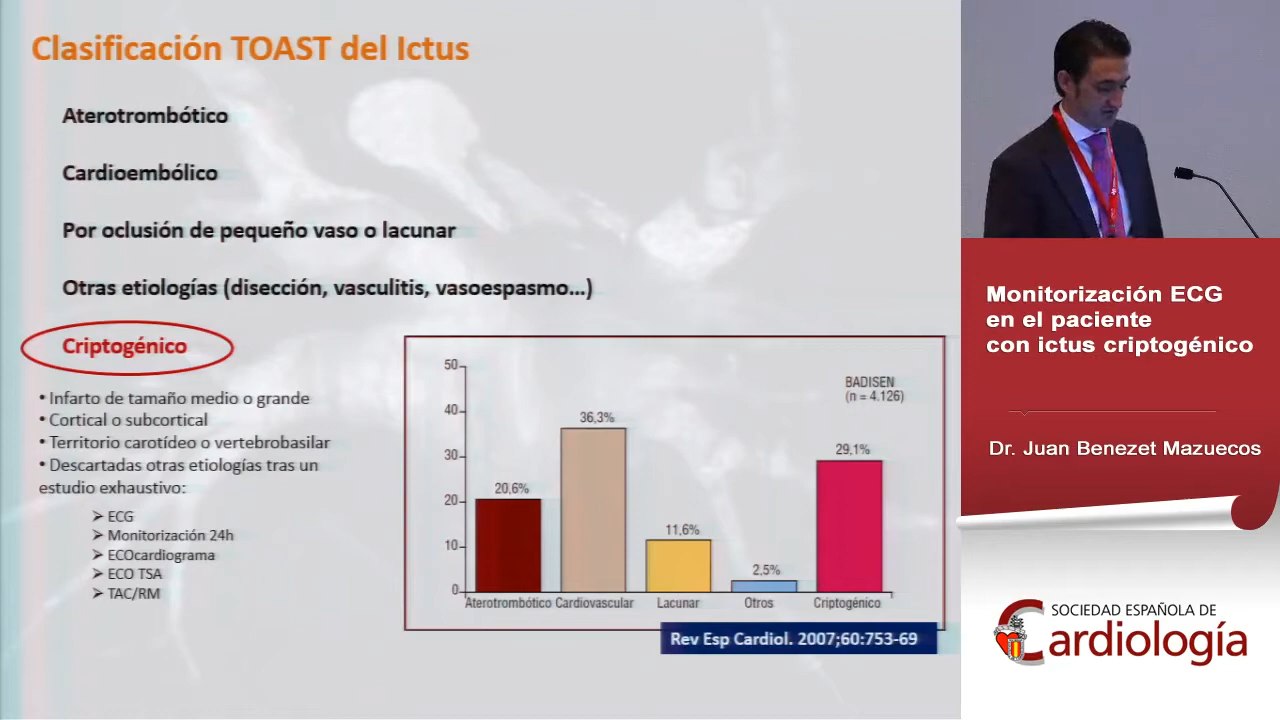 Clasificación TOAST del Ictus
Aterotrombótico
Cardioembólico
Por oclusión de pequeño vaso o lacunar
Otras etiologías (disección, vasculitis, vasoespasmo...)
Criptogénico
• Infarto de tamaño medio o grande
• Cortical o subcortical
• Territorio carotídeo o vertebrobasilar
• Descartadas otras etiologías tras un
estudio exhaustivo:
➢ ECG
➢ Monitorización 24h
➢ ECOcardiograma
➢ ECO TSA
➢ TAC/RM
50
40
30
20
10
0
BADISEN
(n = 4.126)
20,6%
36,3%
11,6%
2,5%
29,1%
Aterotrombótico Cardiovascular Lacunar Otros Criptogénico
Rev Esp Cardiol. 2007;60:753-69
Monitorización ECG
en el paciente
con ictus criptogénico
Dr. Juan Benezet Mazuecos
SOCIEDAD ESPAÑOLA DE
Cardiología